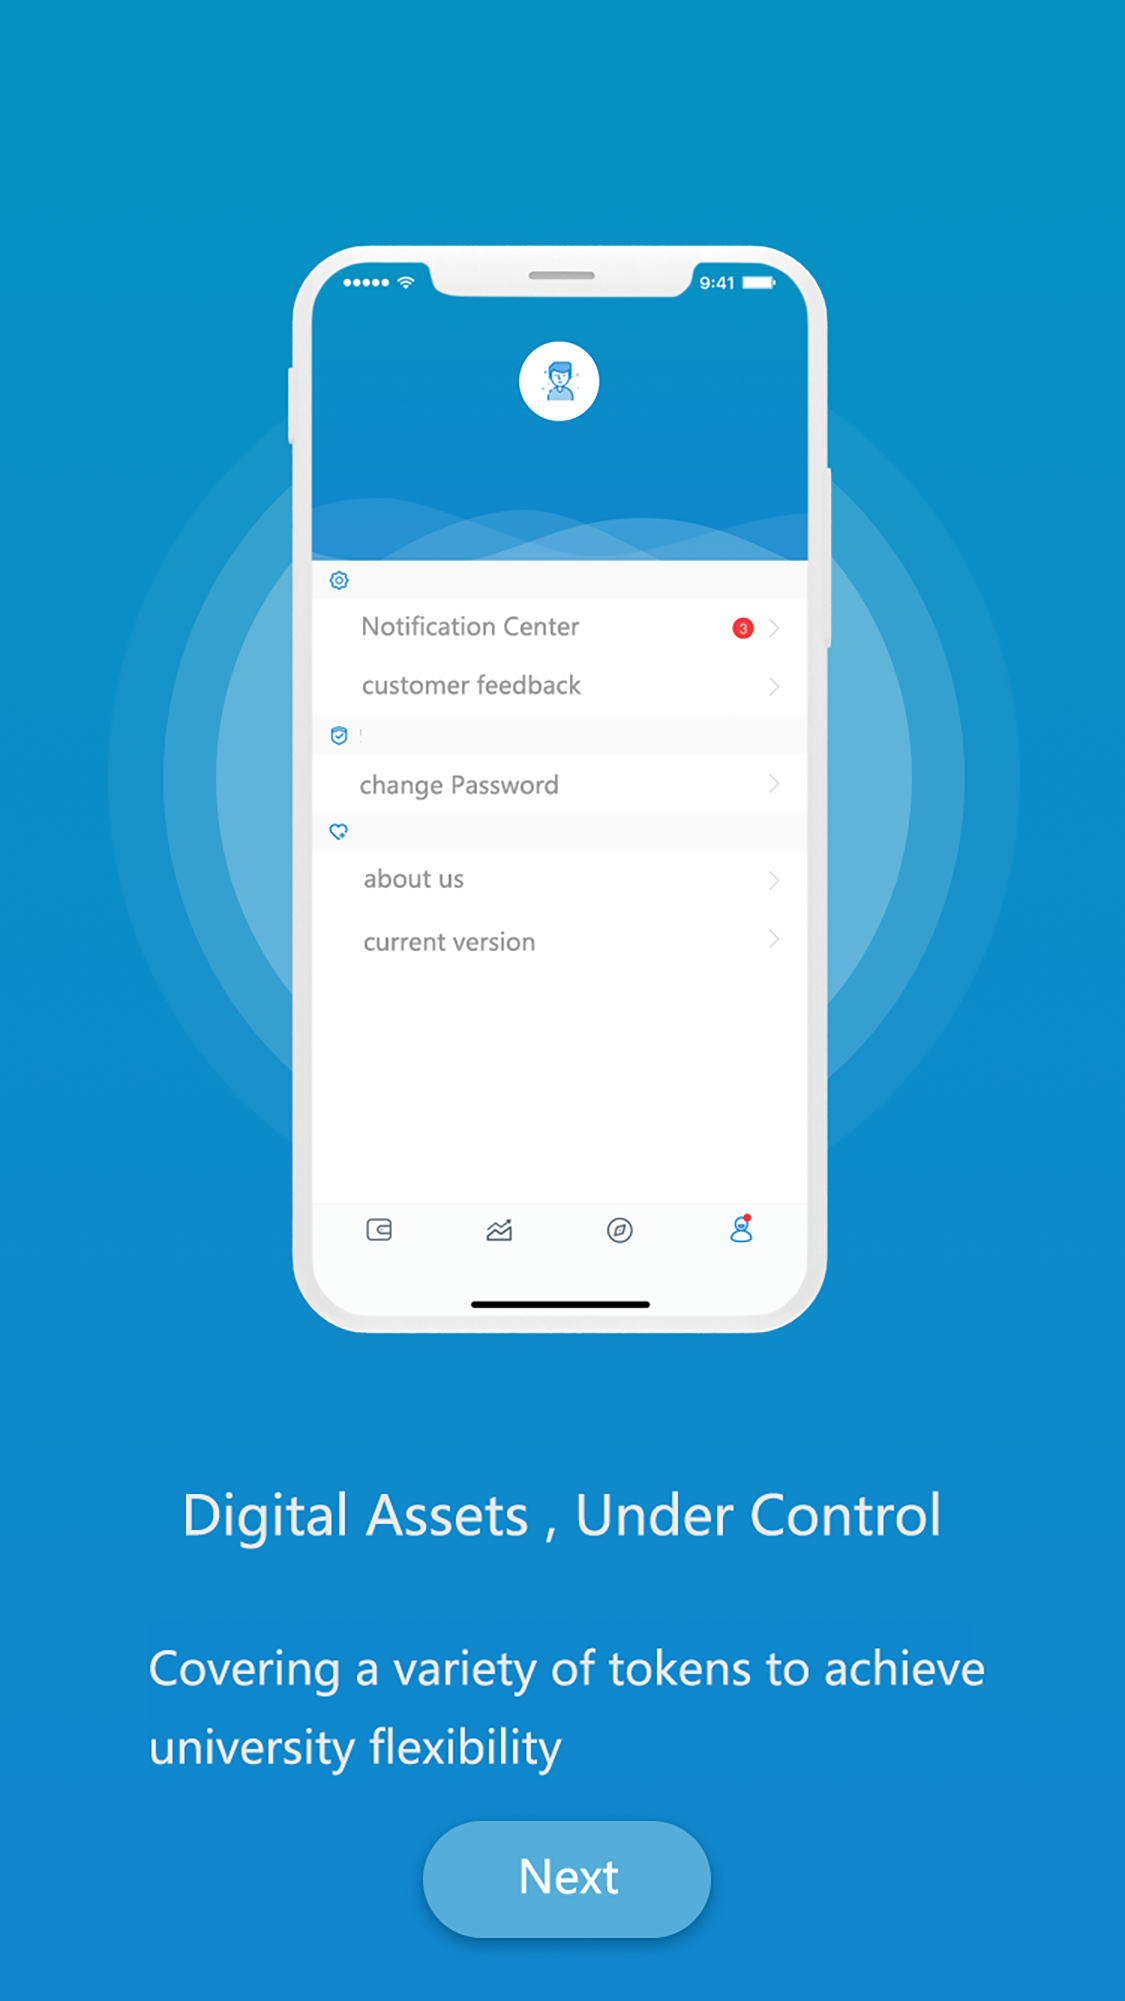 9:41
Notification Center
3
customer feedback
change Password
about us
current version
Digital Assets , Under Control
Covering a variety of tokens to achieve
university flexibility
Next